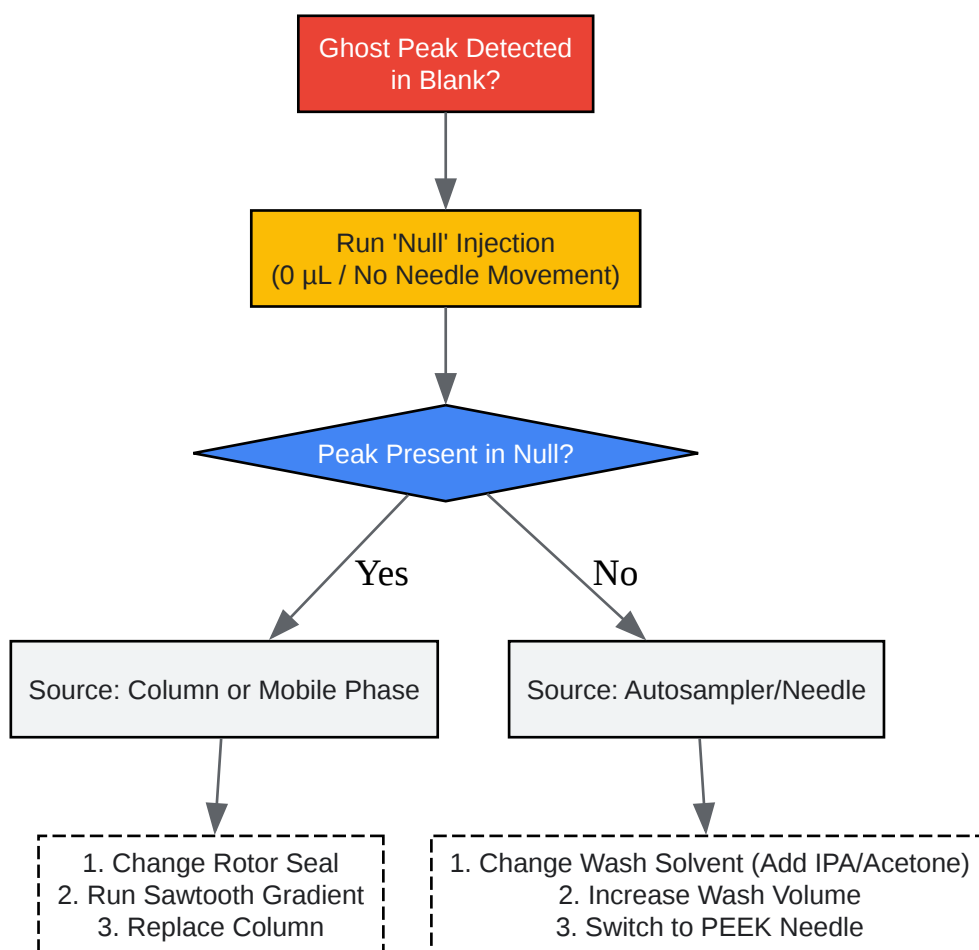 Ghost Peak Detected
in Blank?
Run 'Null' Injection
(0 µL / No Needle Movement)
Peak Present in Null?
Yes
No
Source: Column or Mobile Phase
Source: Autosampler/Needle
1. Change Rotor Seal
2. Run Sawtooth Gradient
3. Replace Column
1. Change Wash Solvent (Add IPA/Acetone)
2. Increase Wash Volume
3. Switch to PEEK Needle